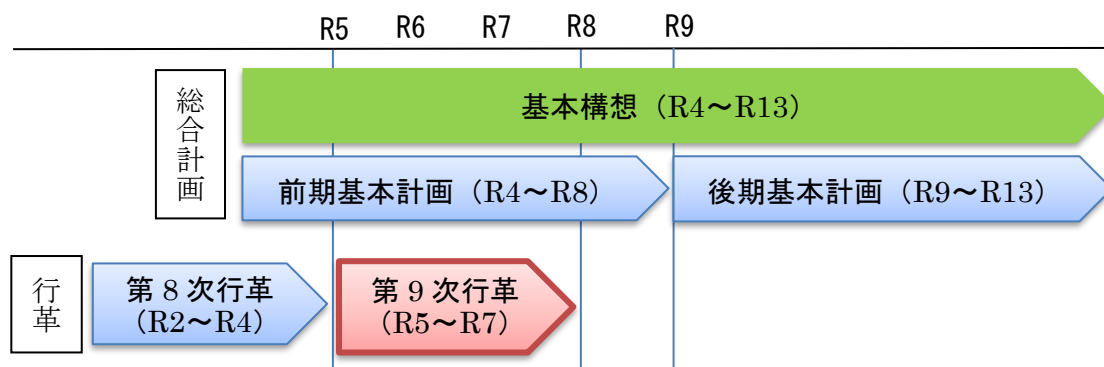 R5 R6 R7 R8 R9
総合計画
基本構想（R4～R13）
前期基本計画（R4～R8）
後期基本計画（R9～R13）
行革
第８次行革
（R2～R4）
第９次行革
（R5～R7）